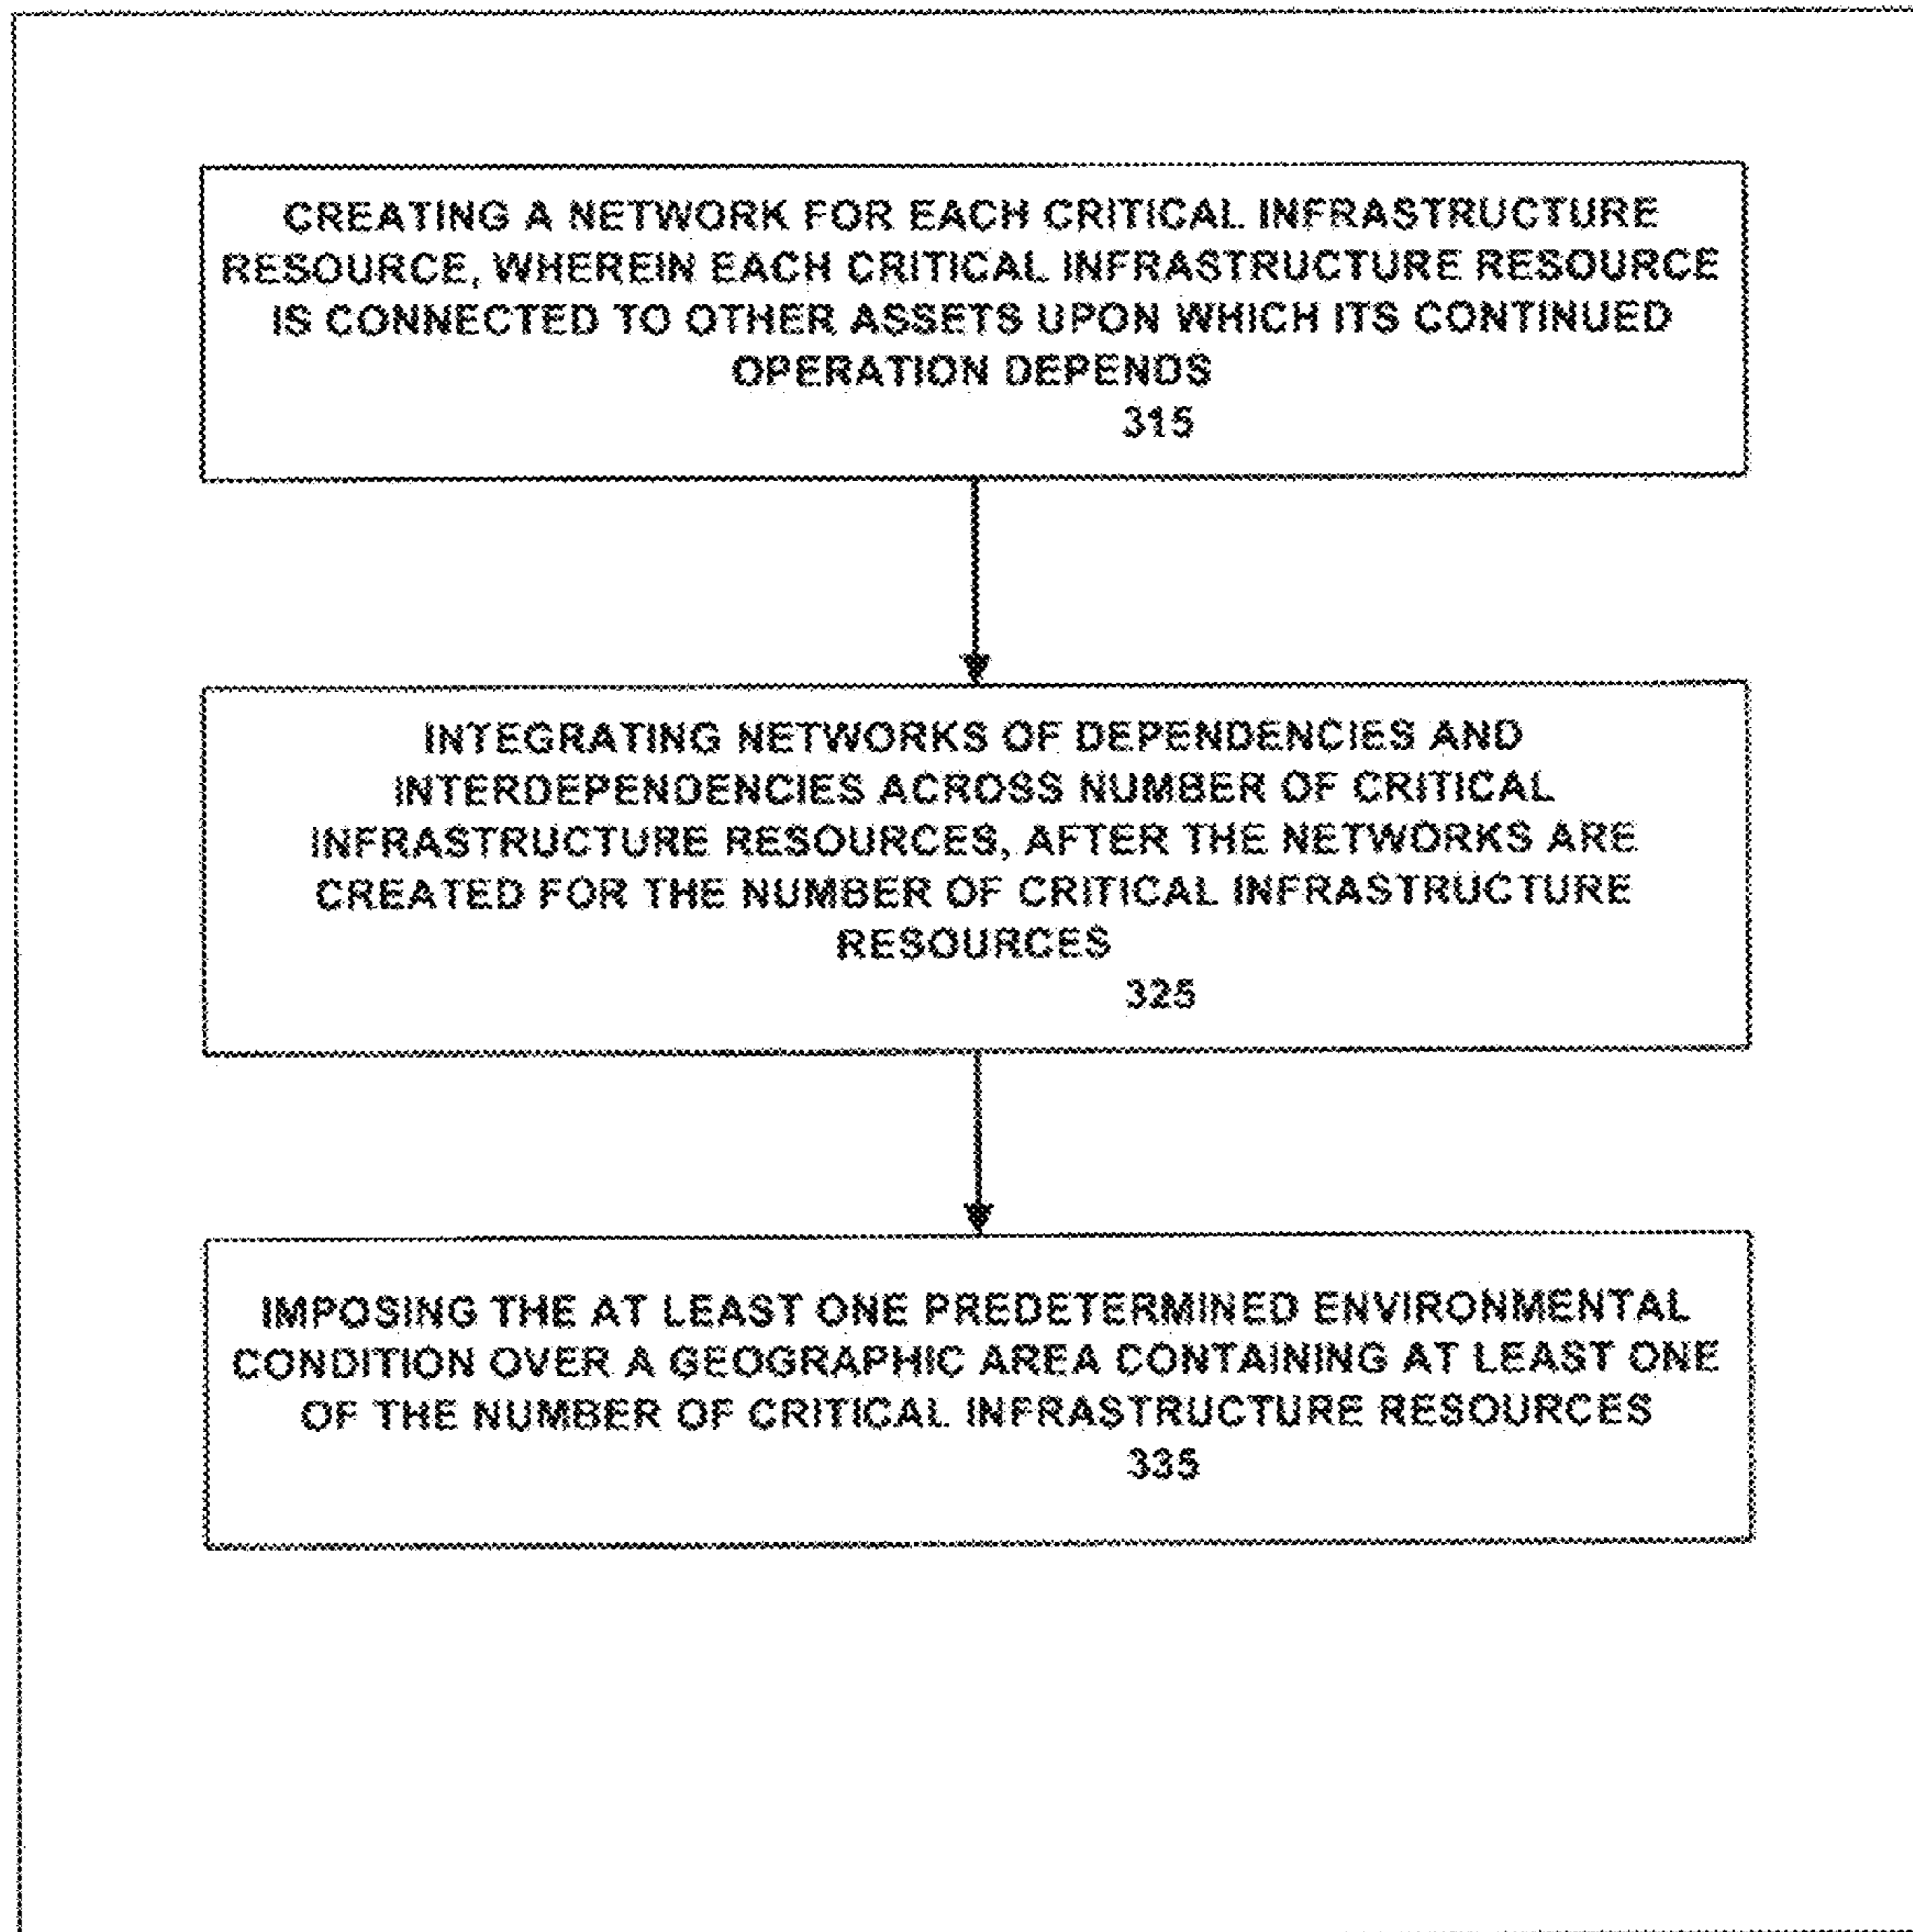 CREATING A NETWORK FOR EACH CRITICAL INFRASTRUCTURE
RESOURCE, WHEREIN EACH CRITICAL INFRASTRUCTURE RESOURCE
IS CONNECTED TO OTHER ASSETS UPON WHICH ITS CONTINUED
OPERATION DEPENDS
315
INTEGRATING NETWORKS OF DEPENDENCIES AND
INTERDEPENDENCIES ACROSS NUMBER OF CRITICAL
INFRASTRUCTURE RESOURCES, AFTER THE NETWORKS ARE
CREATED FOR THE NUMBER OF CRITICAL INFRASTRUCTURE
RESOURCES
325
IMPOSING THE AT LEAST ONE PREDETERMINED ENVIRONMENTAL
CONDITION OVER A GEOGRAPHIC AREA CONTAINING AT LEAST ONE
OF THE NUMBER OF CRITICAL INFRASTRUCTURE RESOURCES
335